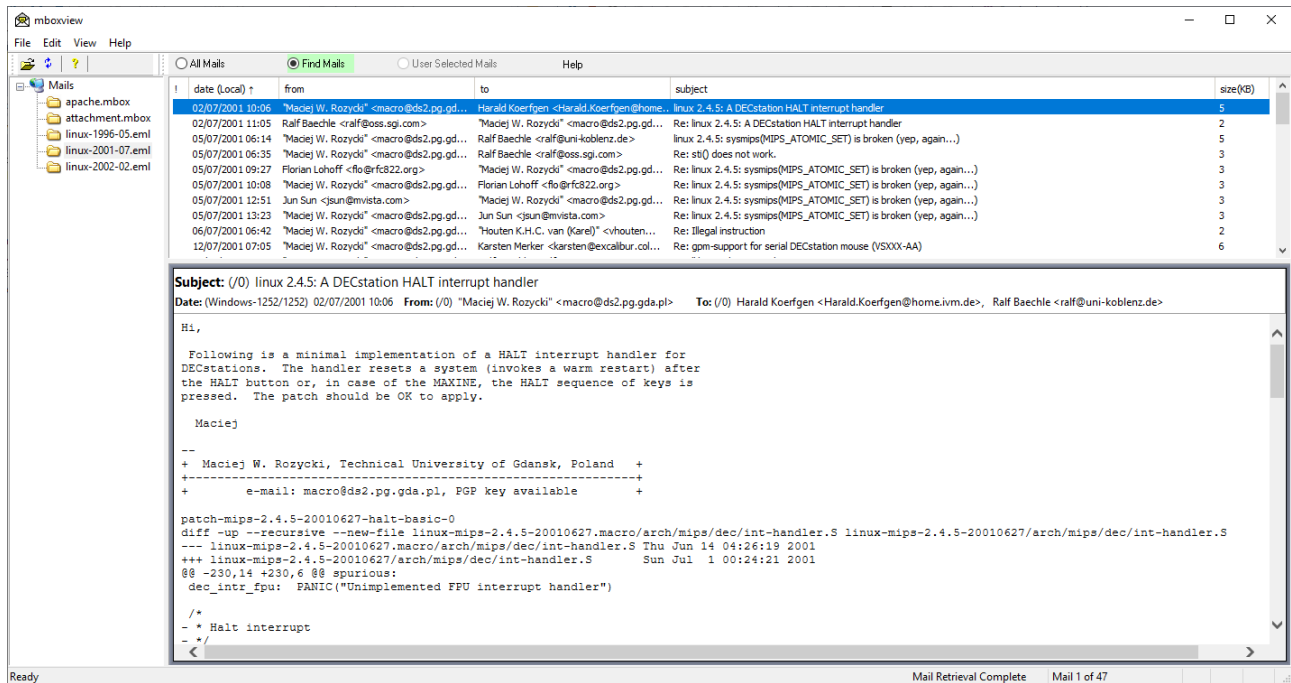 mboxview
File Edit View Help
All Mails Find Mails User Selected Mails Help
Mails
apache.mbox
attachment.mbox
linux-1996-05.eml
linux-2001-07.eml
linux-2002-02.eml
! date (Local) ↑ from to subject size(KB)
02/07/2001 10:06 "Maciej W. Rozycki" <macro@ds2.pg.gd... Harald Koerfgen <Harald.Koerfgen@home... linux 2.4.5: A DECstation HALT interrupt handler 5
02/07/2001 11:05 Ralf Baechle <ralf@oss.sgi.com> "Maciej W. Rozycki" <macro@ds2.pg.gd... Re: linux 2.4.5: A DECstation HALT interrupt handler 2
05/07/2001 06:14 "Maciej W. Rozycki" <macro@ds2.pg.gd... Ralf Baechle <ralf@uni-koblenz.de> linux 2.4.5: sysmips(MIPS_ATOMIC_SET) is broken (yep, again...) 5
05/07/2001 06:35 "Maciej W. Rozycki" <macro@ds2.pg.gd... Ralf Baechle <ralf@oss.sgi.com> Re: sti() does not work. 3
05/07/2001 09:27 Florian Lohoff <flo@rfc822.org> "Maciej W. Rozycki" <macro@ds2.pg.gd... Re: linux 2.4.5: sysmips(MIPS_ATOMIC_SET) is broken (yep, again...) 3
05/07/2001 10:08 "Maciej W. Rozycki" <macro@ds2.pg.gd... Florian Lohoff <flo@rfc822.org> Re: linux 2.4.5: sysmips(MIPS_ATOMIC_SET) is broken (yep, again...) 3
05/07/2001 12:51 Jun Sun <jsun@mvista.com> "Maciej W. Rozycki" <macro@ds2.pg.gd... Re: linux 2.4.5: sysmips(MIPS_ATOMIC_SET) is broken (yep, again...) 3
05/07/2001 13:23 "Maciej W. Rozycki" <macro@ds2.pg.gd... Jun Sun <jsun@mvista.com> Re: linux 2.4.5: sysmips(MIPS_ATOMIC_SET) is broken (yep, again...) 3
06/07/2001 06:42 "Maciej W. Rozycki" <macro@ds2.pg.gd... "Houten K.H.C. van (Karel)" <vhouten... Re: Illegal instruction 2
12/07/2001 07:05 "Maciej W. Rozycki" <macro@ds2.pg.gd... Karsten Merker <karsten@excalibur.col... Re: gpm-support for serial DECstation mouse (VSXXX-AA) 6
Subject: (/0) linux 2.4.5: A DECstation HALT interrupt handler
Date: (Windows-1252/1252) 02/07/2001 10:06 From: (/0) "Maciej W. Rozycki" <macro@ds2.pg.gda.pl> To: (/0) Harald Koerfgen <Harald.Koerfgen@home.ivm.de>, Ralf Baechle <ralf@uni-koblenz.de>
Hi,
Following is a minimal implementation of a HALT interrupt handler for
DECstations. The handler resets a system (invokes a warm restart) after
the HALT button or, in case of the MAXINE, the HALT sequence of keys is
pressed. The patch should be OK to apply.
Maciej
--
+ Maciej W. Rozycki, Technical University of Gdansk, Poland +
+--------------------------------------------------------------+
+ e-mail: macro@ds2.pg.gda.pl, PGP key available +
patch-mips-2.4.5-20010627-halt-basic-0
diff -up --recursive --new-file linux-mips-2.4.5-20010627.macro/arch/mips/dec/int-handler.S linux-mips-2.4.5-20010627/arch/mips/dec/int-handler.S
--- linux-mips-2.4.5-20010627.macro/arch/mips/dec/int-handler.S Thu Jun 14 04:26:19 2001
+++ linux-mips-2.4.5-20010627/arch/mips/dec/int-handler.S Sun Jul 1 00:24:21 2001
@@ -230,14 +230,6 @@ spurious:
dec_intr_fpu: PANIC("Unimplemented FPU interrupt handler")
/*
- * Halt interrupt
- */
Ready Mail Retrieval Complete Mail 1 of 47